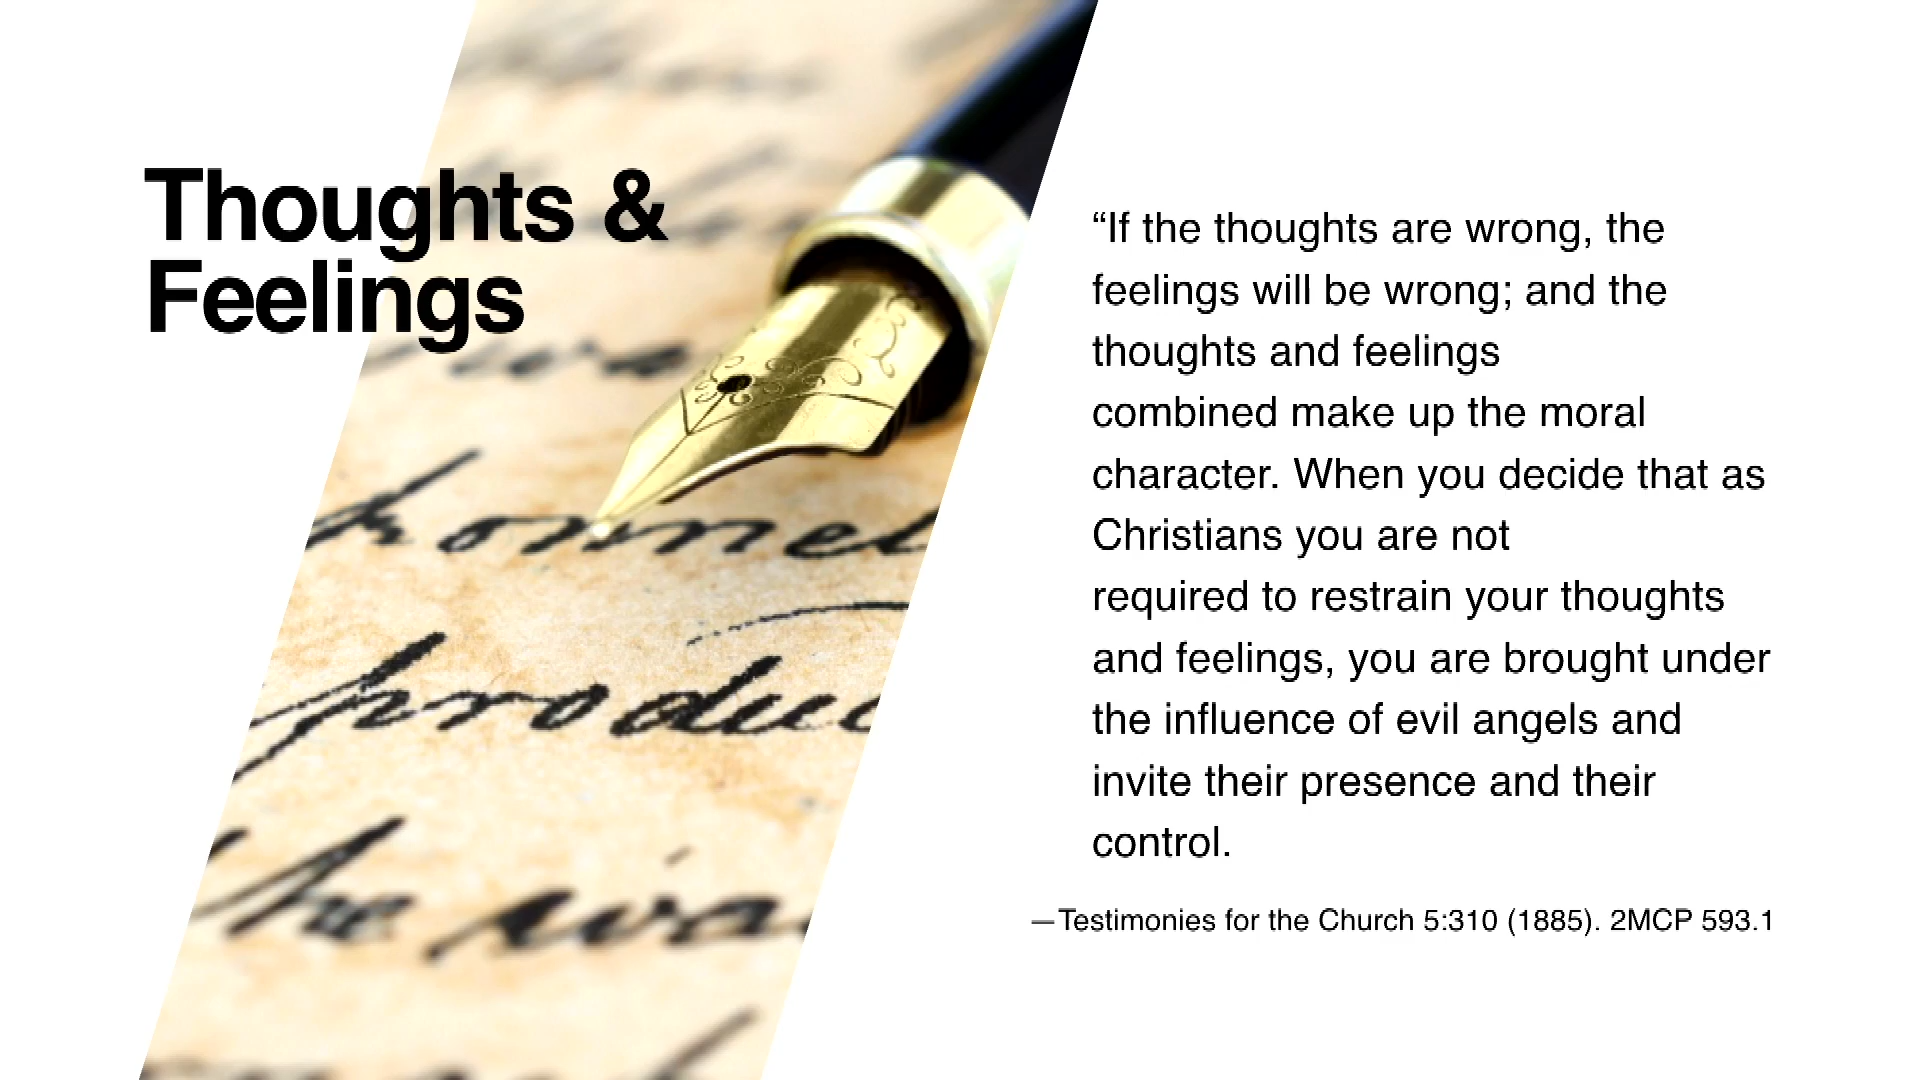 Thoughts &
Feelings
“If the thoughts are wrong, the
feelings will be wrong; and the
thoughts and feelings
combined make up the moral
character. When you decide that as
Christians you are not
required to restrain your thoughts
and feelings, you are brought under
the influence of evil angels and
invite their presence and their
control.
—Testimonies for the Church 5:310 (1885). 2MCP 593.1
produc
the wa